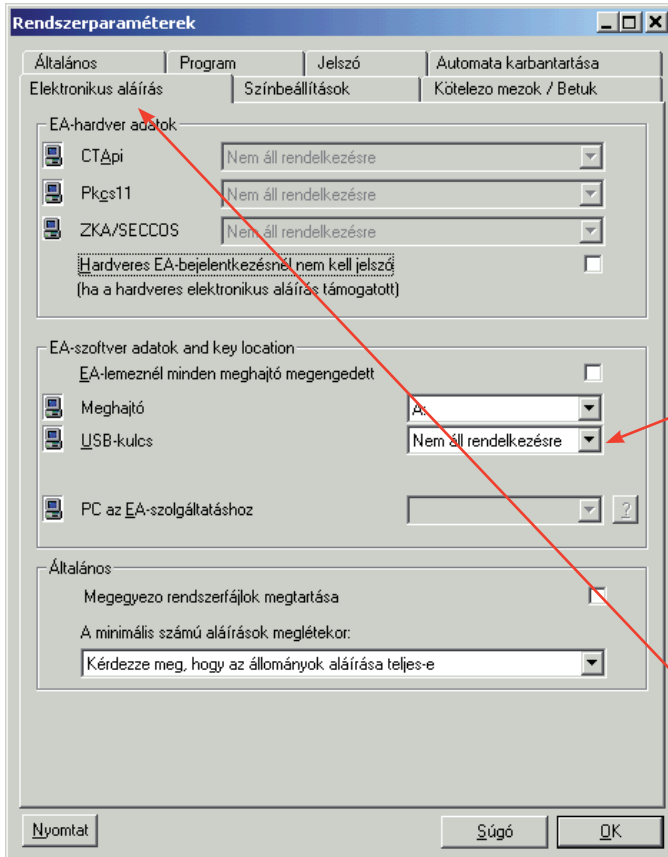 Rendszerparaméterek
Általános Program Jelszó Automata karbantartása
Elektronikus aláírás Színbeállítások Kötelezo mezok / Betuk
EA-hardver adatok
CTApi Nem áll rendelkezésre
Pkcs11 Nem áll rendelkezésre
ZKA/SECCOS Nem áll rendelkezésre
Hardveres EA-bejelentkezésnél nem kell jelszó
(ha a hardveres elektronikus aláírás támogatott)
EA-szoftver adatok and key location
EA-lemeznél minden meghajtó megengedett
Meghajtó A:
USB-kulcs Nem áll rendelkezésre
PC az EA-szolgáltatáshoz ?
Általános
Megegyezo rendszerfájlok megtartása
A minimális számú aláírások meglétekor:
Kérdezze meg, hogy az állományok aláírása teljes-e
Nyomtat Súgó OK